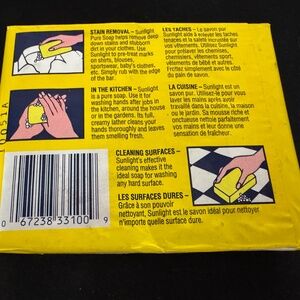 STAIN REMOVAL – Sunlight
Pure Soap helps remove deep
down stains and stubborn
dirt in your clothes. Use
Sunlight to pre-treat marks
on shirts, blouses,
sportswear, baby's clothes,
etc. Simply rub with the edge
of the bar.
LES TACHES – Le savon pur
Sunlight aide à enlever les taches
tenaces et la saleté incrustée sur
vos vêtements. Utilisez Sunlight
pour prétraiter les chemises,
chemisiers, vêtements sport,
vêtements de bébé et autres.
Frottez simplement avec le côté
du pain de savon.
IN THE KITCHEN – Sunlight
is a pure soap. Use it for
washing hands after jobs in
the kitchen, around the house
or in the gardens. Its full,
creamy lather cleans your
hands thoroughly and leaves
them smelling fresh.
LA CUISINE – Sunlight est un
savon pur. Utilisez-le pour vous
laver les mains après avoir
travaillé dans la cuisine, la maison
ou le jardin. Sa mousse riche et
onctueuse nettoie parfaitement
vos mains et leur donne une
sensation de fraîcheur.
CLEANING SURFACES –
Sunlight's effective
cleaning makes it the
ideal soap for washing
any hard surface.
LES SURFACES DURES –
Grâce à son pouvoir
nettoyant, Sunlight est le savon idéal pour nettoyer
n'importe quelle surface dure.
0 67238 33100 9